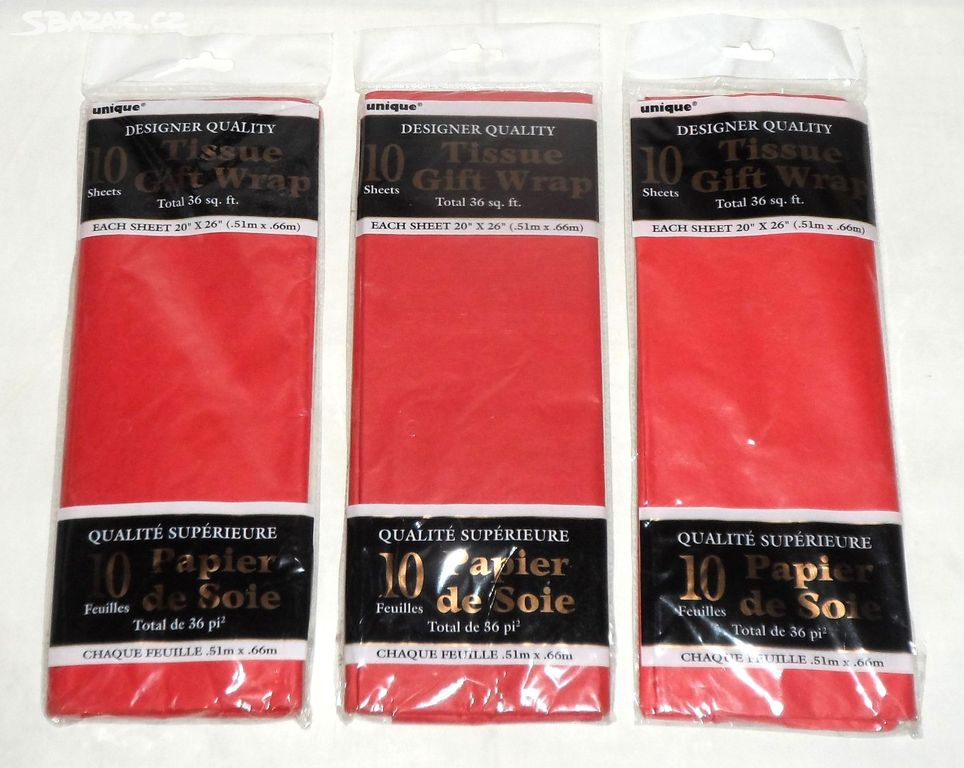 SBAZAR.CZ
unique®
DESIGNER QUALITY
10 Tissue
Sheets Gift Wrap
Total 36 sq. ft.
EACH SHEET 20" X 26" (.51m x .66m)
QUALITÉ SUPÉRIEURE
10 Papier
Feuilles de Soie
Total de 36 pi²
CHAQUE FEUILLE .51m x .66m
unique®
DESIGNER QUALITY
10 Tissue
Sheets Gift Wrap
Total 36 sq. ft.
EACH SHEET 20" X 26" (.51m x .66m)
QUALITÉ SUPÉRIEURE
10 Papier
Feuilles de Soie
Total de 36 pi²
CHAQUE FEUILLE .51m x .66m
unique®
DESIGNER QUALITY
10 Tissue
Sheets Gift Wrap
Total 36 sq. ft.
EACH SHEET 20" X 26" (.51m x .66m)
QUALITÉ SUPÉRIEURE
10 Papier
Feuilles de Soie
Total de 36 pi²
CHAQUE FEUILLE .51m x .66m